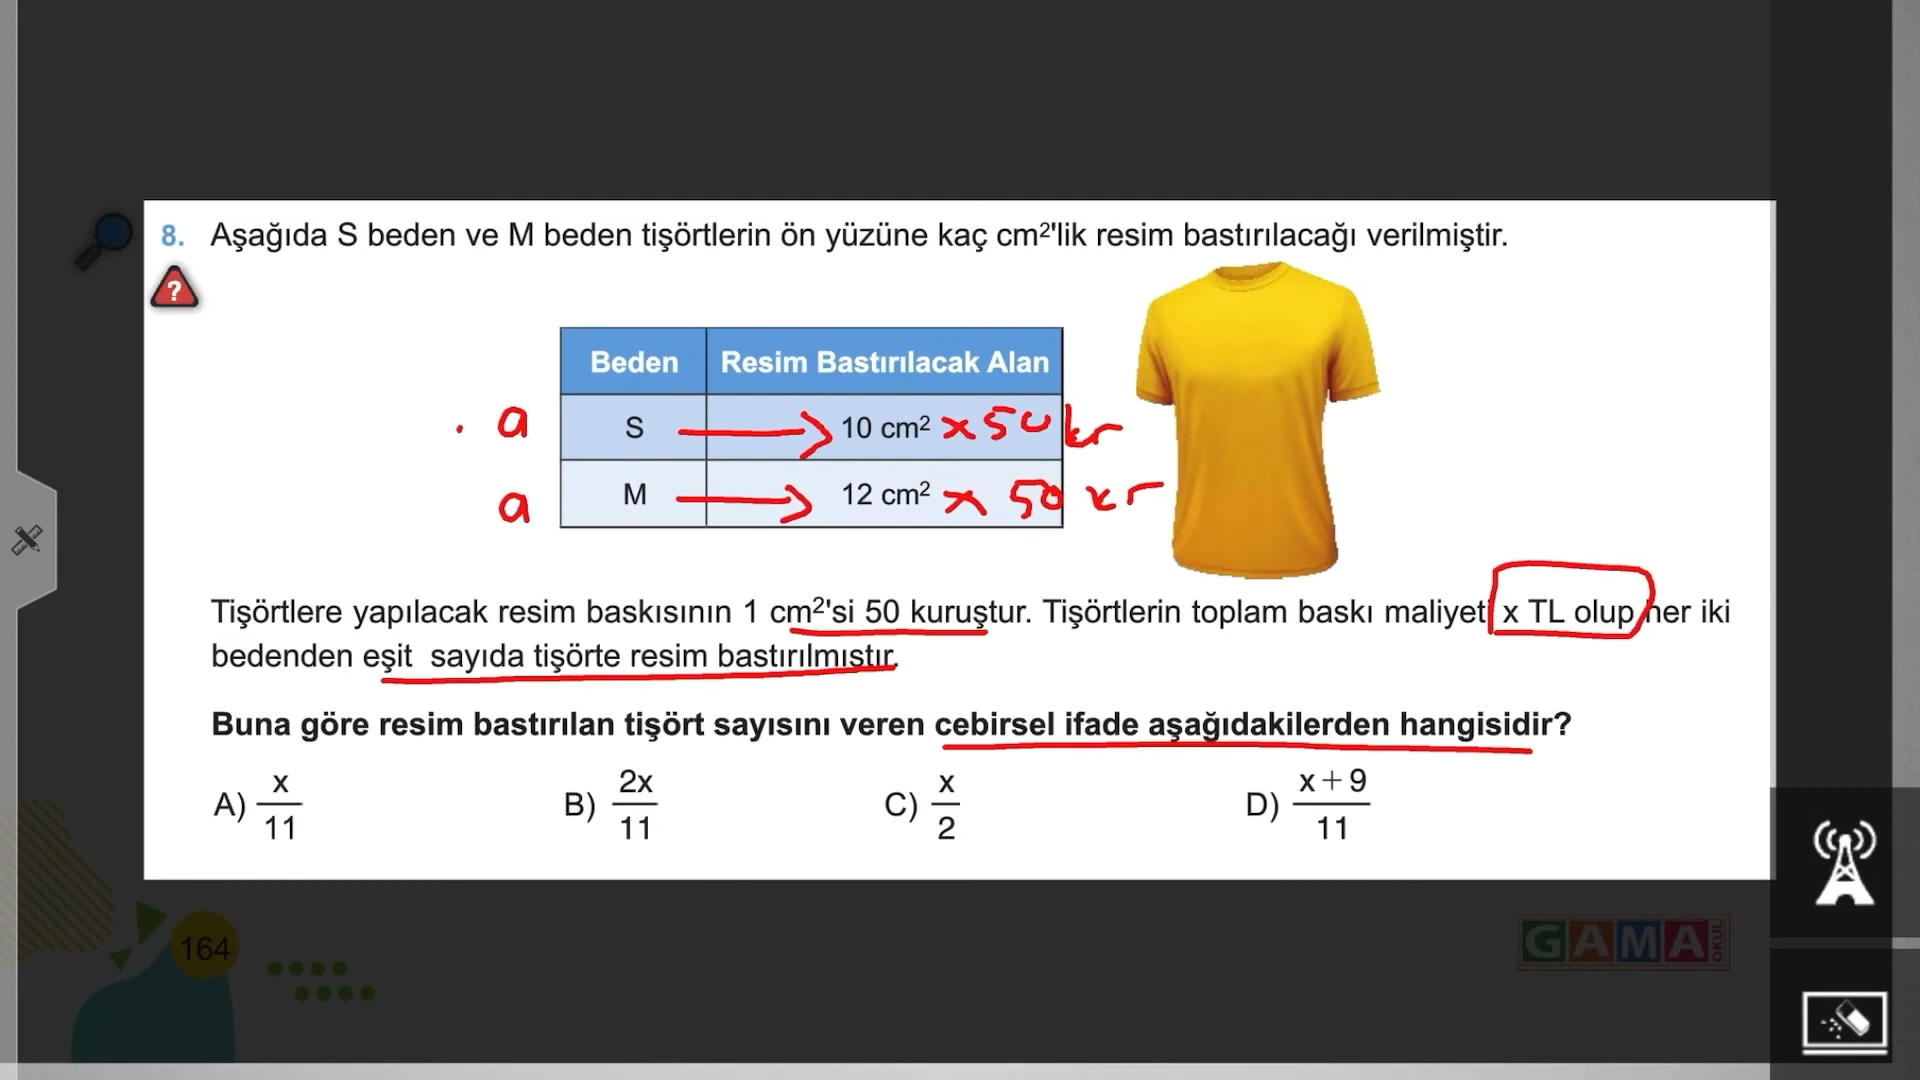 8. Aşağıda S beden ve M beden tişörtlerin ön yüzüne kaç cm²'lik resim bastırılacağı verilmiştir.
?
Beden Resim Bastırılacak Alan
a S 10 cm² x 50 kr
a M 12 cm² x 50 kr
Tişörtlere yapılacak resim baskısının 1 cm²'si 50 kuruştur. Tişörtlerin toplam baskı maliyeti x TL olup her iki
bedenden eşit sayıda tişörte resim bastırılmıştır.
Buna göre resim bastırılan tişört sayısını veren cebirsel ifade aşağıdakilerden hangisidir?
A) x/11 B) 2x/11 C) x/2 D) x+9/11
164
GAMA OKUL